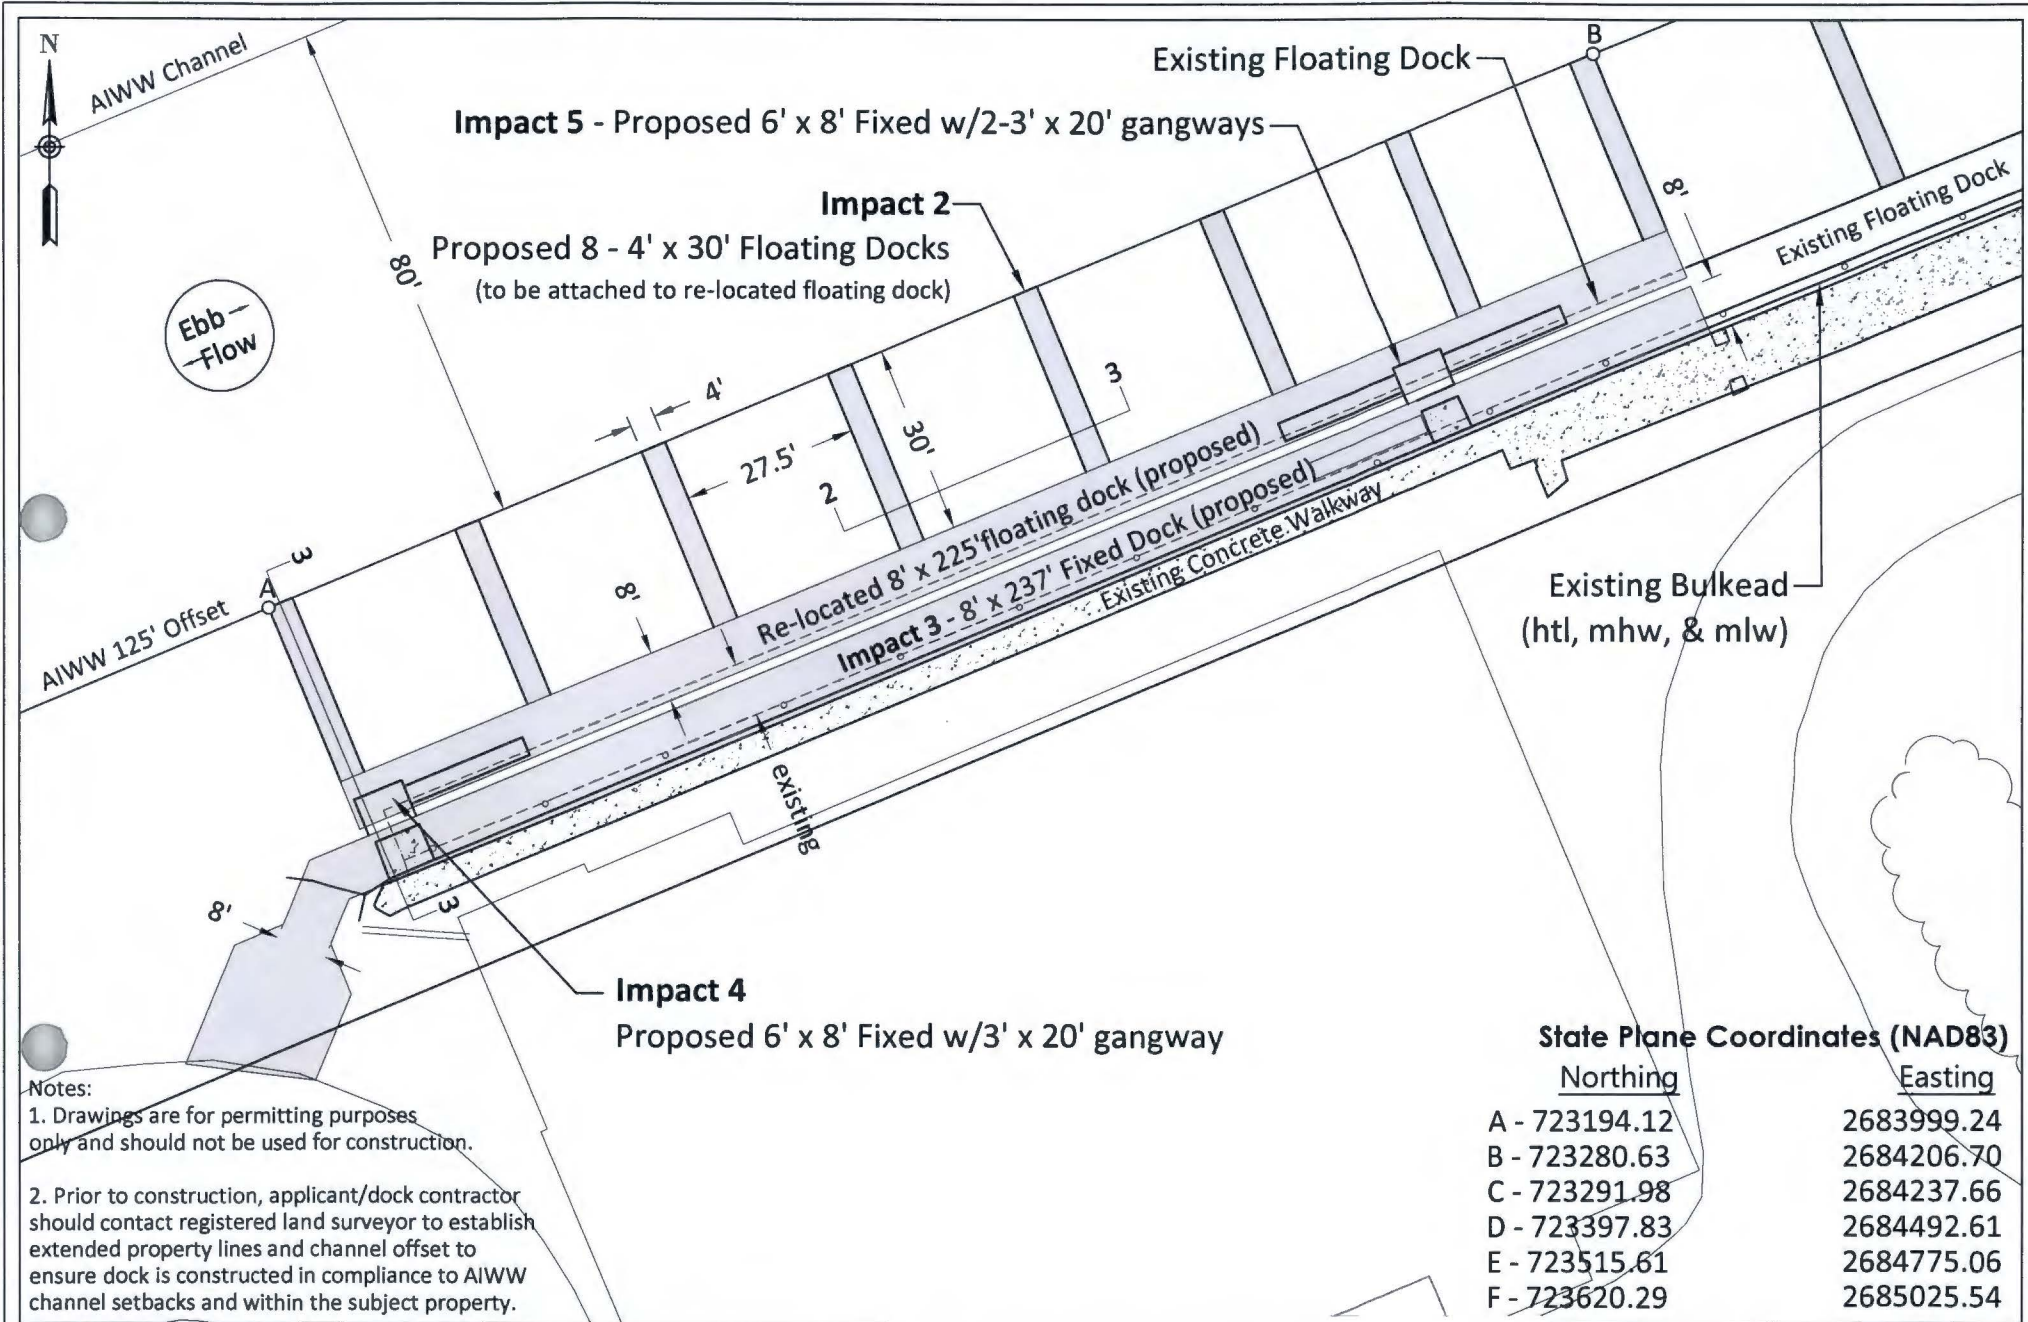 N
AIWW Channel
B
Existing Floating Dock
Impact 5 - Proposed 6' x 8' Fixed w/2-3' x 20' gangways
Impact 2
Proposed 8 - 4' x 30' Floating Docks
(to be attached to re-located floating dock)
80'
8'
Existing Floating Dock
Ebb
Flow
4'
3
30'
27.5'
2
Re-located 8' x 225'floating dock (proposed)
Impact 3 - 8' x 237' Fixed Dock (proposed)
Existing Concrete Walkway
3
A
8'
AIWW 125' Offset
Existing Bulkead
(htl, mhw, & mlw)
existing
3
8'
Impact 4
Proposed 6' x 8' Fixed w/3' x 20' gangway
Notes:
1. Drawings are for permitting purposes
only and should not be used for construction.
2. Prior to construction, applicant/dock contractor
should contact registered land surveyor to establish
extended property lines and channel offset to
ensure dock is constructed in compliance to AIWW
channel setbacks and within the subject property.
State Plane Coordinates (NAD83)
Northing Easting
A - 723194.12 2683999.24
B - 723280.63 2684206.70
C - 723291.98 2684237.66
D - 723397.83 2684492.61
E - 723515.61 2684775.06
F - 723620.29 2685025.54